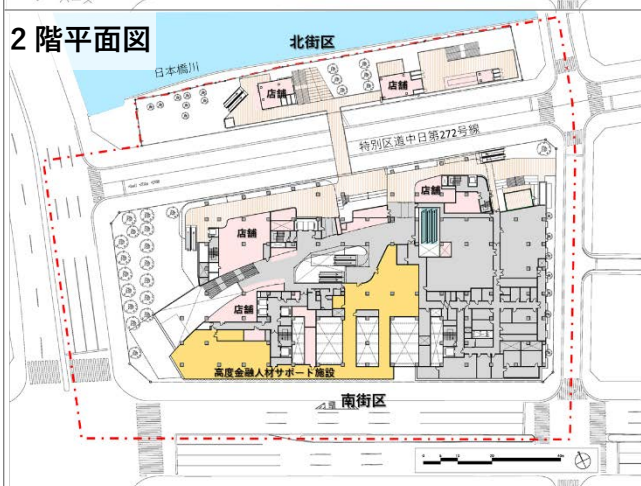 2階平面図
北街区
日本橋川
店舗
店舗
特別区道中日第272号線
店舗
店舗
店舗
高度金融人材サポート施設
南街区